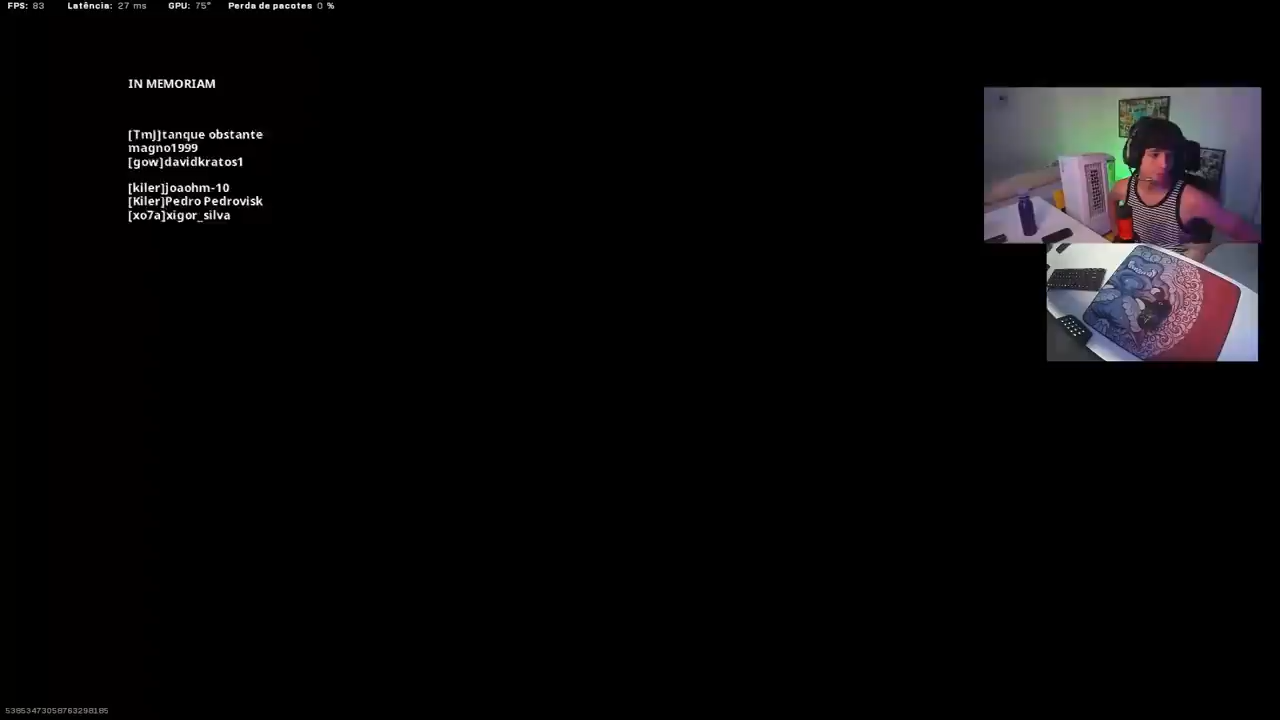 FPS: 83 Latência: 27 ms GPU: 75° Perda de pacotes 0 %
IN MEMORIAM
[TmJ]tanque obstante
magno1999
[gow]davidkratos1
[kiler]joaohm-10
[Kiler]Pedro Pedrovisk
[xo7a]xigor_silva
53853473058763298185